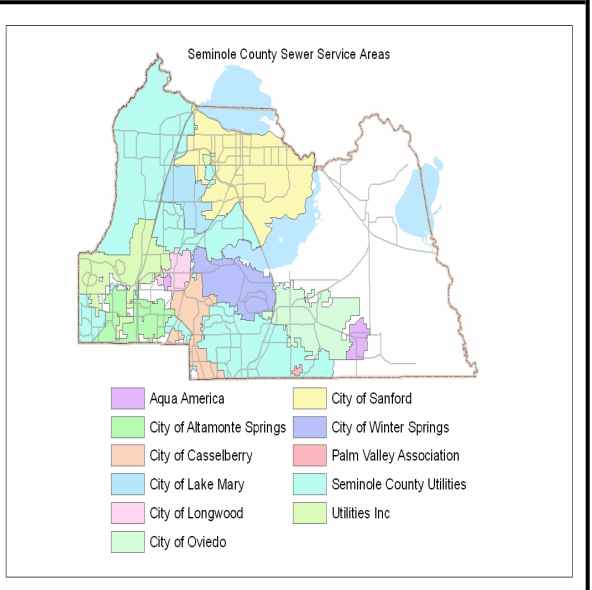 Seminole County Sewer Service Areas
Aqua America
City of Altamonte Springs
City of Casselberry
City of Lake Mary
City of Longwood
City of Oviedo
City of Sanford
City of Winter Springs
Palm Valley Association
Seminole County Utilities
Utilities Inc